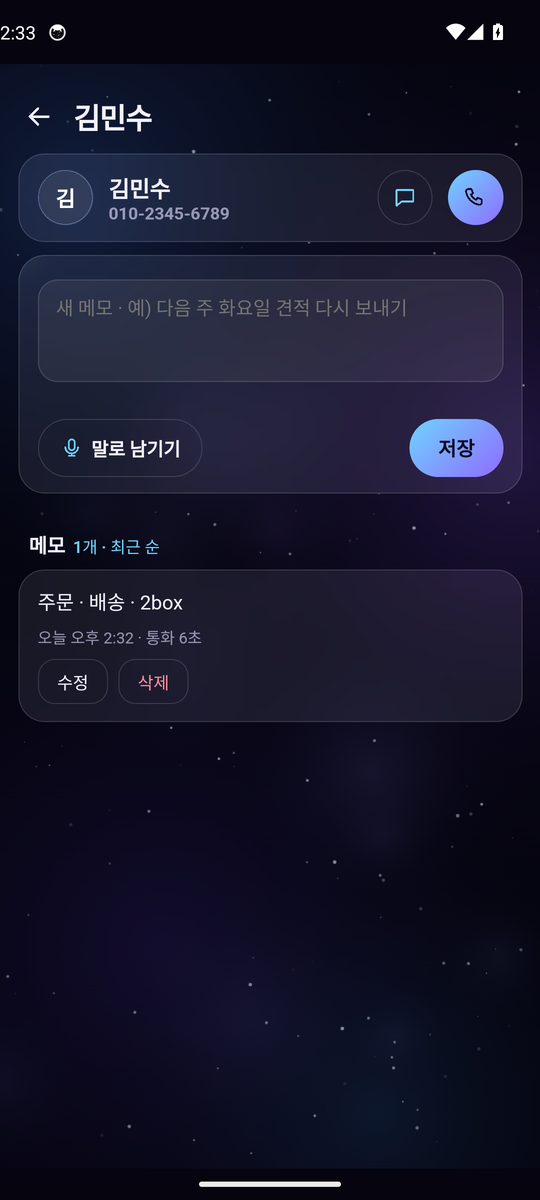 2:33
김민수
김
김민수
010-2345-6789
새 메모 · 예) 다음 주 화요일 견적 다시 보내기
말로 남기기
저장
메모 1개 · 최근 순
주문 · 배송 · 2box
오늘 오후 2:32 · 통화 6초
수정
삭제